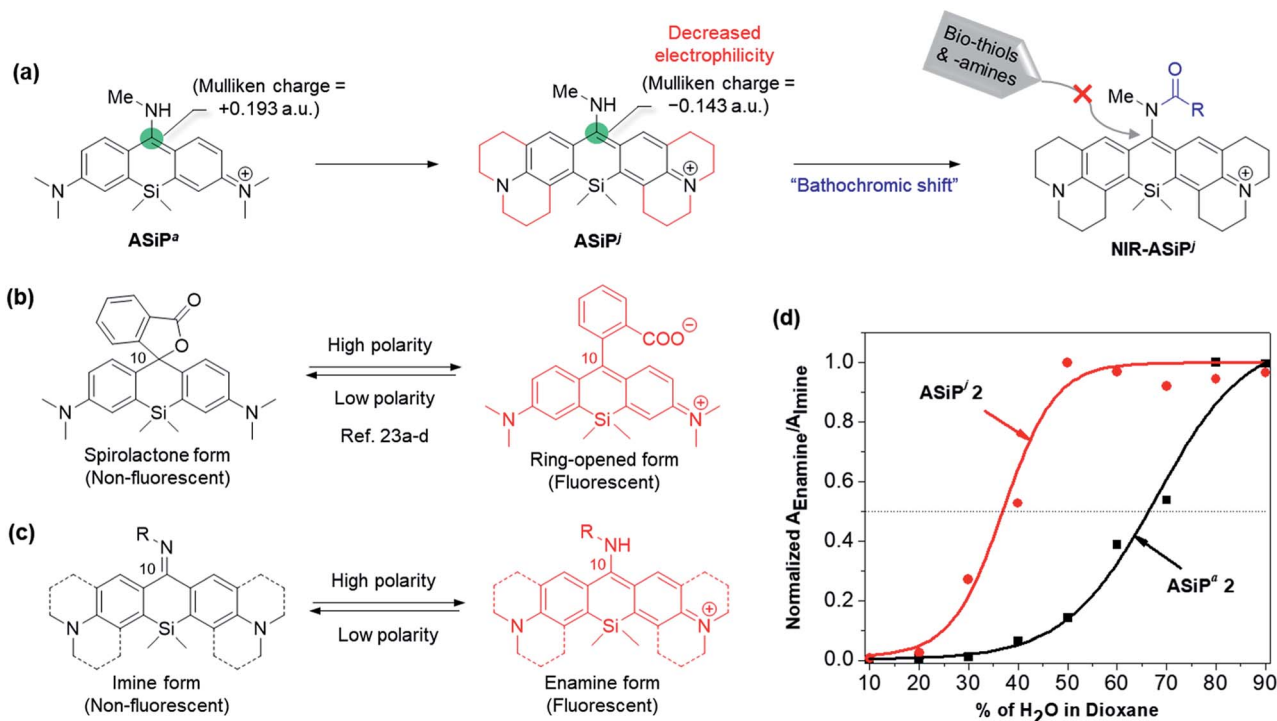 (a)
Me
NH
(Mulliken charge =
+0.193 a.u.)
N
Si
N
+
ASiPᵃ
Decreased
electrophilicity
(Mulliken charge =
−0.143 a.u.)
Me
NH
N
Si
N
+
ASiPʲ
"Bathochromic shift"
Bio-thiols
& -amines
O
Me
N
R
N
Si
N
+
NIR-ASiPʲ
(b)
O
O
10
N
Si
N
Spirolactone form
(Non-fluorescent)
High polarity
Low polarity
Ref. 23a-d
COO
−
10
N
Si
N
+
Ring-opened form
(Fluorescent)
(c)
R
N
10
N
Si
N
Imine form
(Non-fluorescent)
High polarity
Low polarity
R
NH
10
N
Si
N
+
Enamine form
(Fluorescent)
(d)
Normalized A_Enamine/A_Imine
1.0
0.8
0.6
0.4
0.2
0.0
ASiPʲ 2
ASiPᵃ 2
10 20 30 40 50 60 70 80 90
% of H₂O in Dioxane